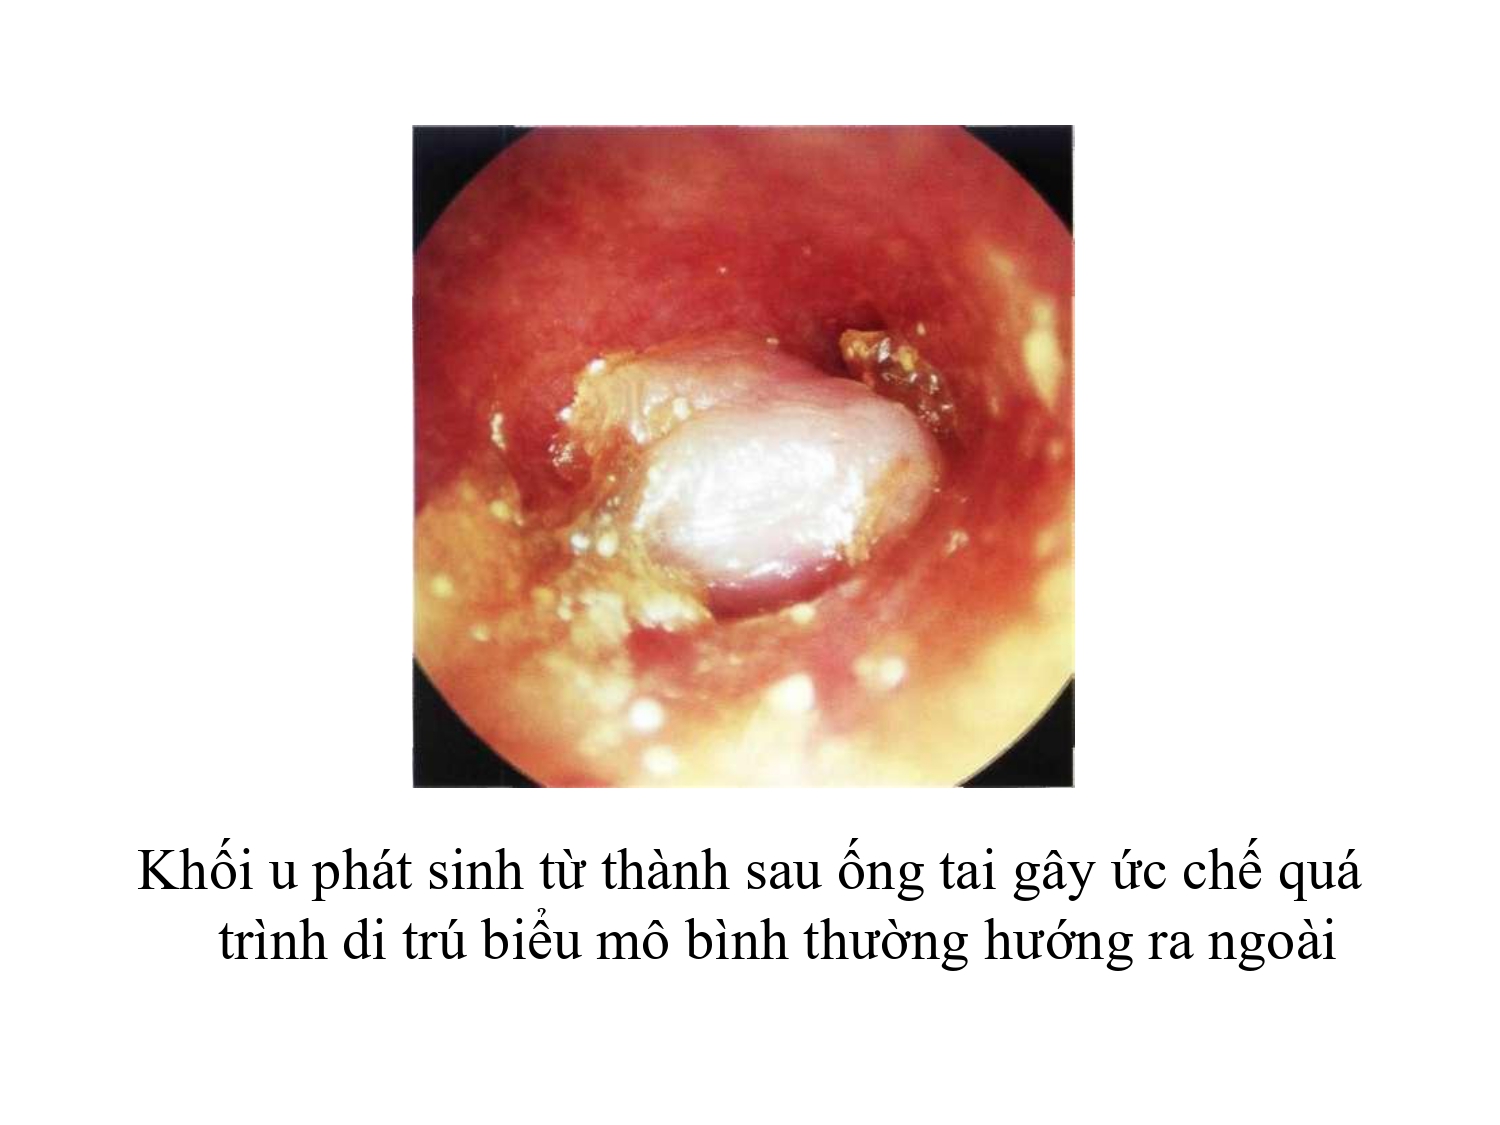 Khối u phát sinh từ thành sau ống tai gây ức chế quá
trình di trú biểu mô bình thường hướng ra ngoài